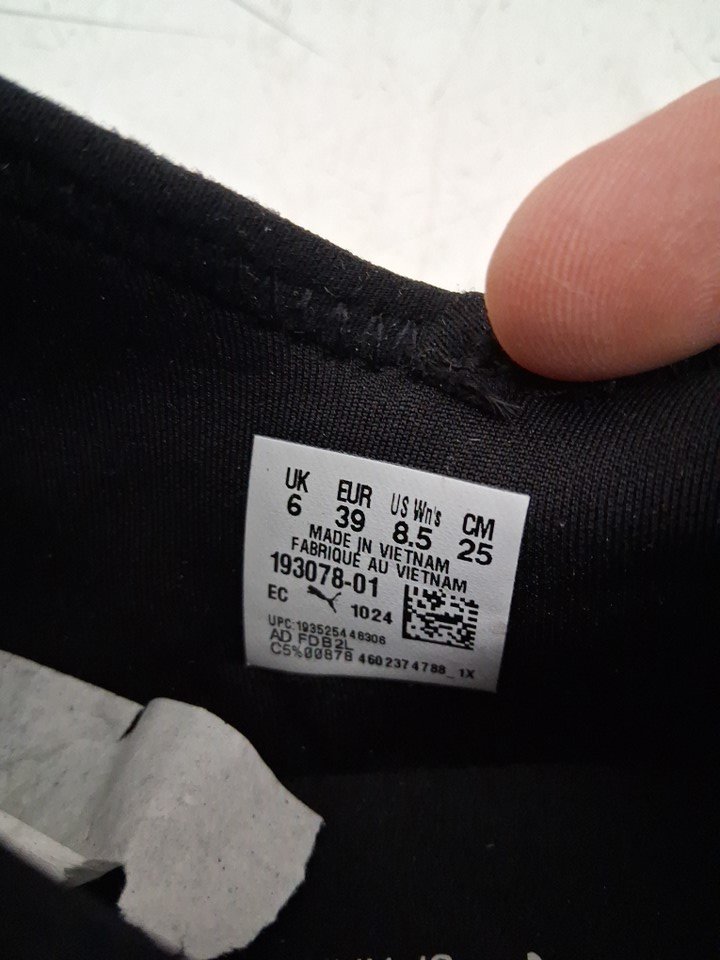 UK EUR US Wn's CM
6 39 8.5 25
MADE IN VIETNAM
FABRIQUÉ AU VIETNAM
193078-01
EC 1024
UPC:193525446306
AD FDB2L
C5%00878 4602374788_1X